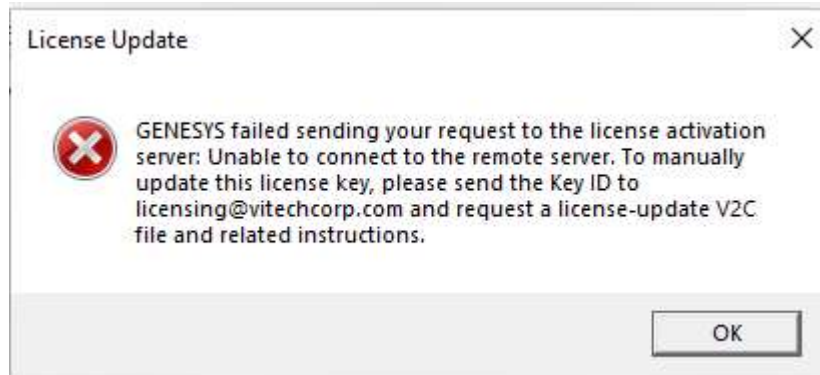 License Update
GENESYS failed sending your request to the license activation
server: Unable to connect to the remote server. To manually
update this license key, please send the Key ID to
licensing@vitechcorp.com and request a license-update V2C
file and related instructions.
OK